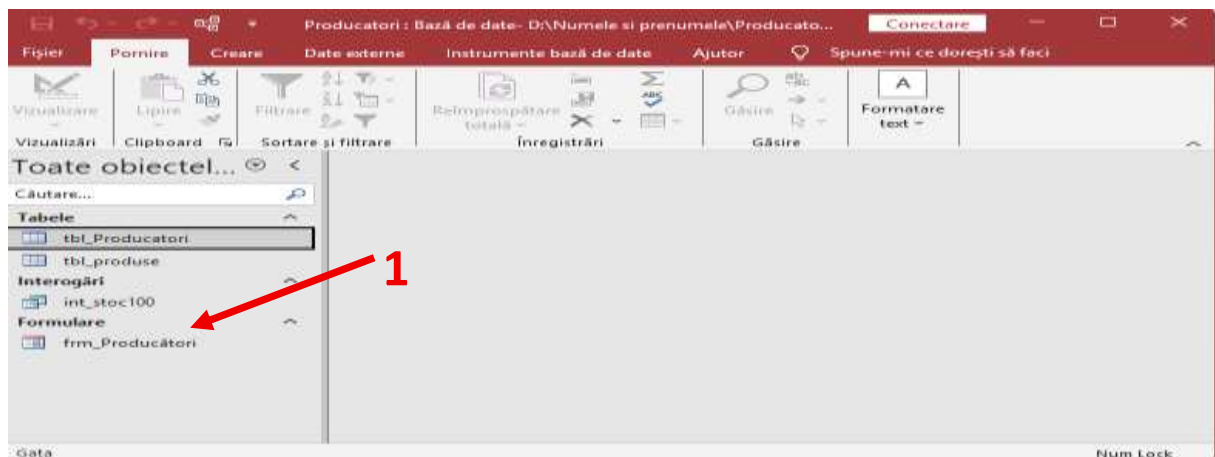 Producatori : Bază de date- D:\Numele si prenumele\Producato...
Conectare
Fișier Pornire Creare Date externe Instrumente bază de date Ajutor Spune-mi ce dorești să faci
Vizualizare
Lipire
Filtrare
Reîmprospătare
totală
Găsire
Formatare
text
Vizualizări Clipboard Sortare și filtrare Înregistrări Găsire
Toate obiectel...
Căutare...
Tabele
tbl_Producatori
tbl_produse
Interogări
int_stoc100
Formulare
frm_Producători
1
Gata
Num Lock